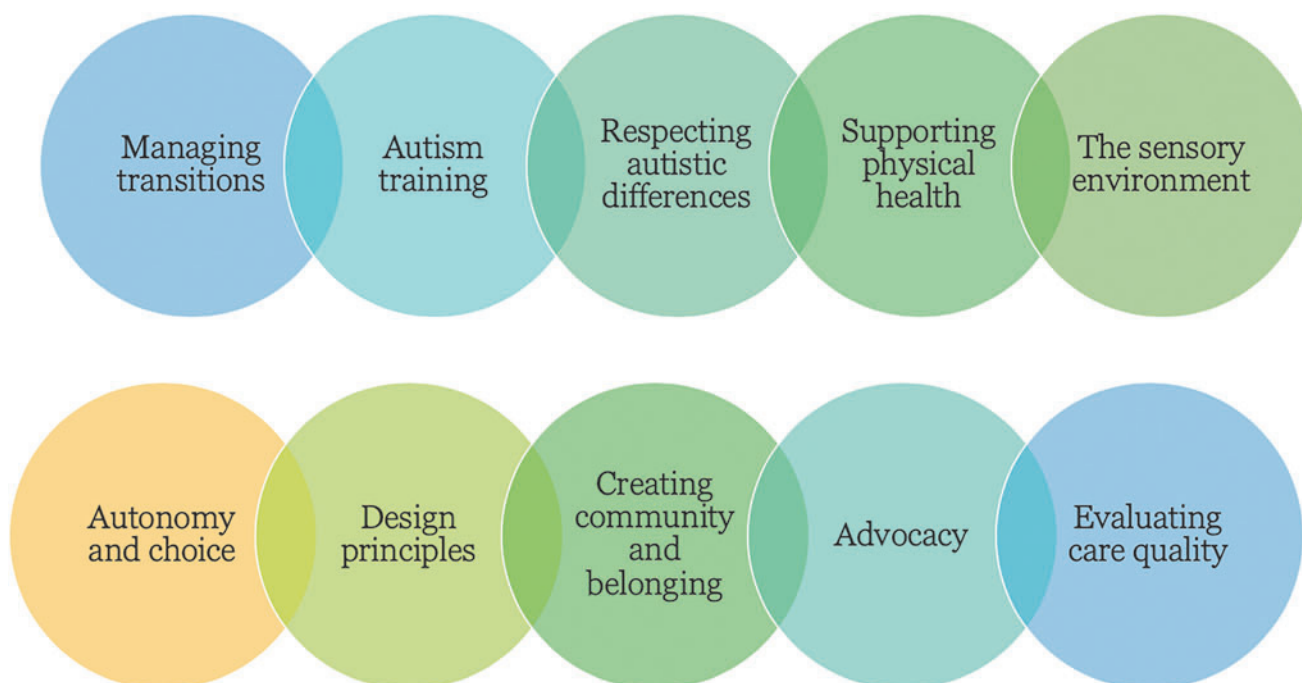 Managing
transitions
Autism
training
Respecting
autistic
differences
Supporting
physical
health
The sensory
environment
Autonomy
and choice
Design
principles
Creating
community
and
belonging
Advocacy
Evaluating
care quality